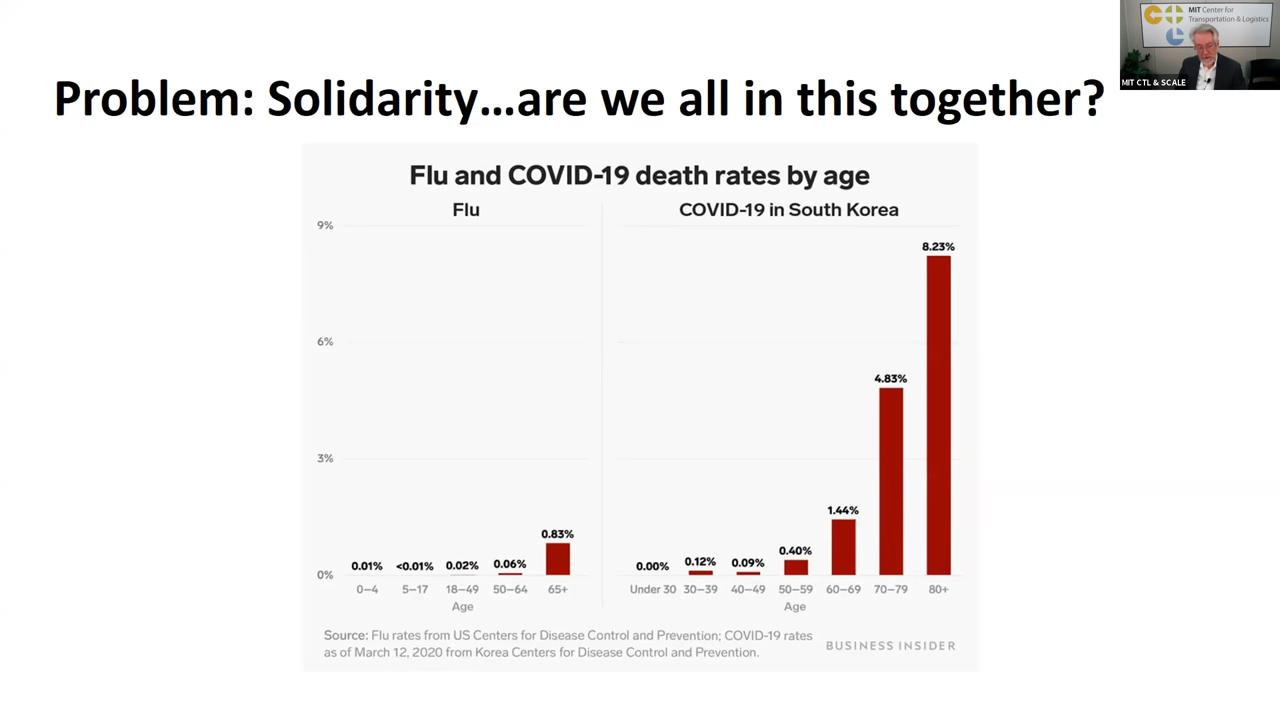 MIT Center for
Transportation & Logistics
MIT CTL & SCALE
Problem: Solidarity...are we all in this together?
Flu and COVID-19 death rates by age
Flu
COVID-19 in South Korea
9%
6%
3%
0%
0.01%
<0.01%
0.02%
0.06%
0.83%
0–4
5–17
18–49
50–64
65+
Age
0.00%
0.12%
0.09%
0.40%
1.44%
4.83%
8.23%
Under 30
30–39
40–49
50–59
60–69
70–79
80+
Age
Source: Flu rates from US Centers for Disease Control and Prevention; COVID-19 rates
as of March 12, 2020 from Korea Centers for Disease Control and Prevention.
BUSINESS INSIDER